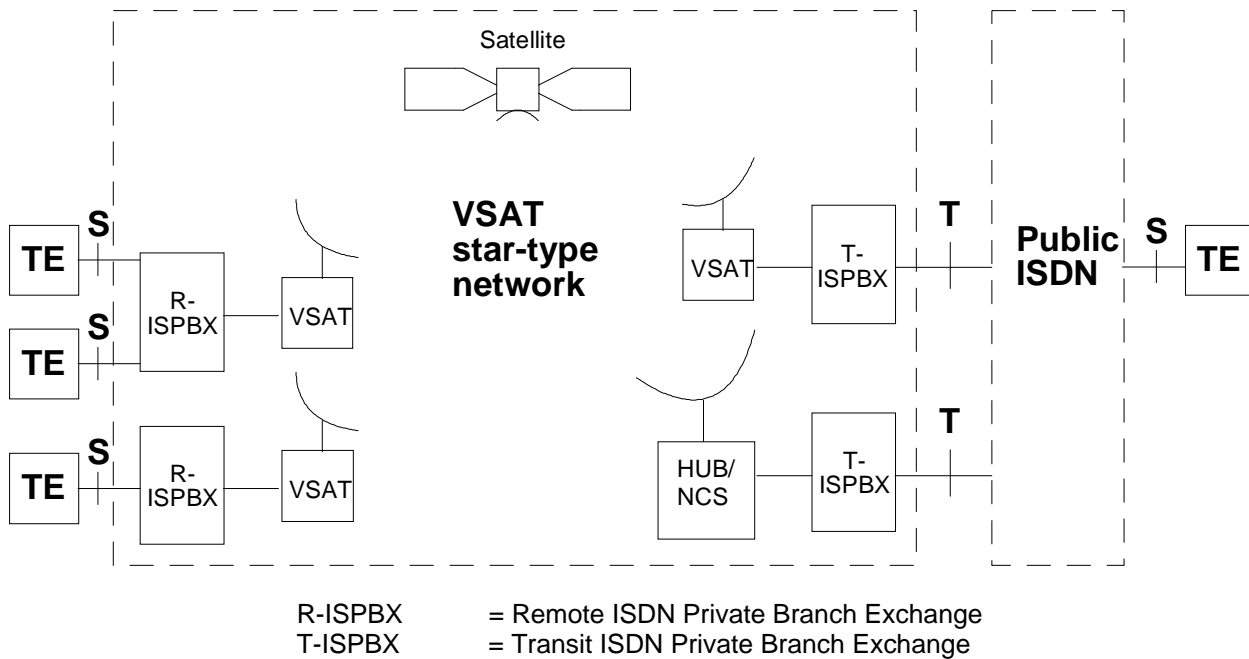 Satellite
VSAT
star-type
network
S
TE
S
TE
R-
ISPBX
VSAT
S
TE
R-
ISPBX
VSAT
VSAT
T-
ISPBX
T
HUB/
NCS
T-
ISPBX
T
Public
ISDN
S
TE
R-ISPBX = Remote ISDN Private Branch Exchange
T-ISPBX = Transit ISDN Private Branch Exchange